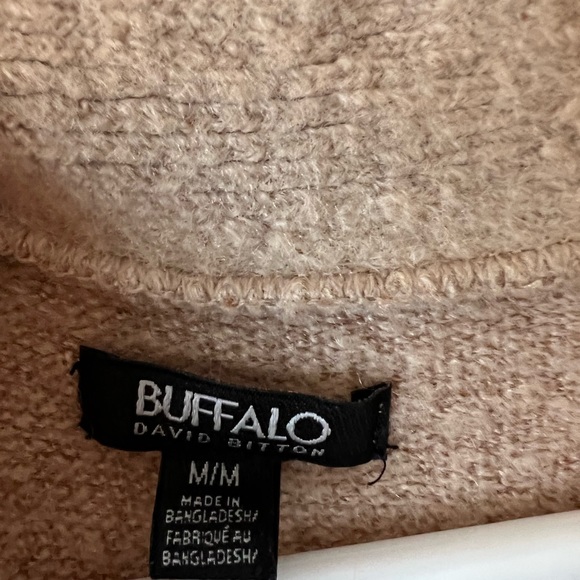 BUFFALO
DAVID BITTON
M/M
MADE IN
BANGLADESH/
FABRIQUÉ AU
BANGLADESH/